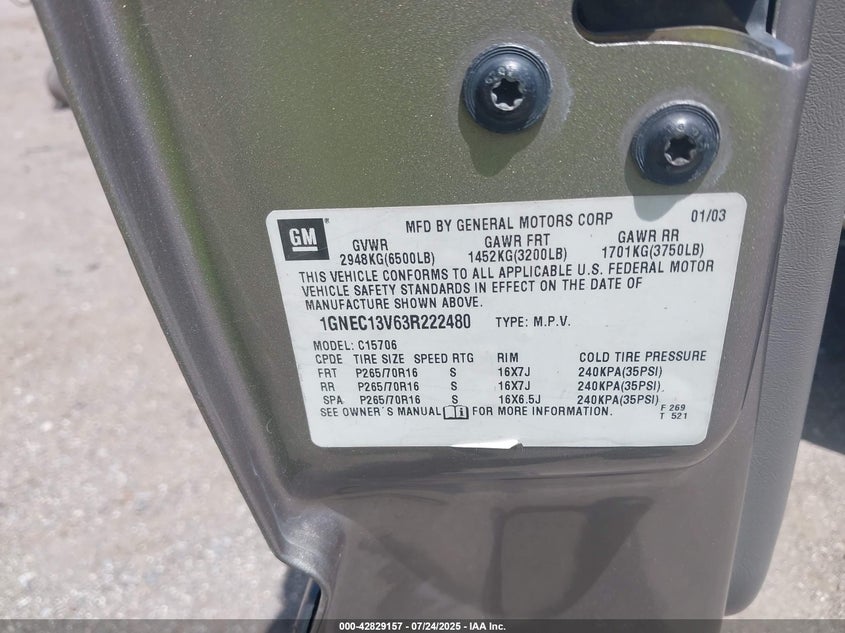 GM ® MFD BY GENERAL MOTORS CORP 01/03
GVWR GAWR FRT GAWR RR
2948KG(6500LB) 1452KG(3200LB) 1701KG(3750LB)
THIS VEHICLE CONFORMS TO ALL APPLICABLE U.S. FEDERAL MOTOR
VEHICLE SAFETY STANDARDS IN EFFECT ON THE DATE OF
MANUFACTURE SHOWN ABOVE.
1GNEC13V63R222480 TYPE: M.P.V.
MODEL: C15706
CPDE TIRE SIZE SPEED RTG RIM COLD TIRE PRESSURE
FRT P265/70R16 S 16X7J 240KPA(35PSI)
RR P265/70R16 S 16X7J 240KPA(35PSI)
SPA P265/70R16 S 16X6.5J 240KPA(35PSI)
SEE OWNER'S MANUAL FOR MORE INFORMATION.
F 269
T 521
000-42829157 - 07/24/2025 - IAA Inc.